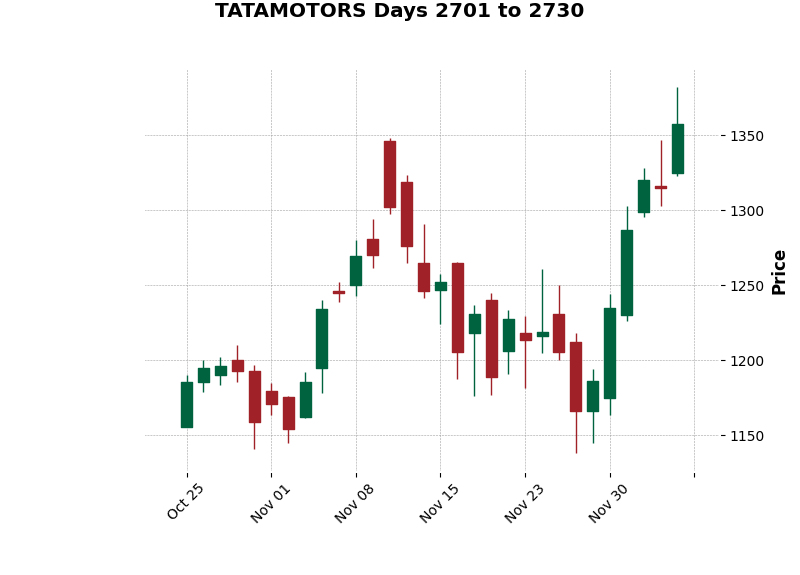 TATAMOTORS Days 2701 to 2730
1350
1300
1250
1200
1150
Price
Oct 25
Nov 01
Nov 08
Nov 15
Nov 23
Nov 30